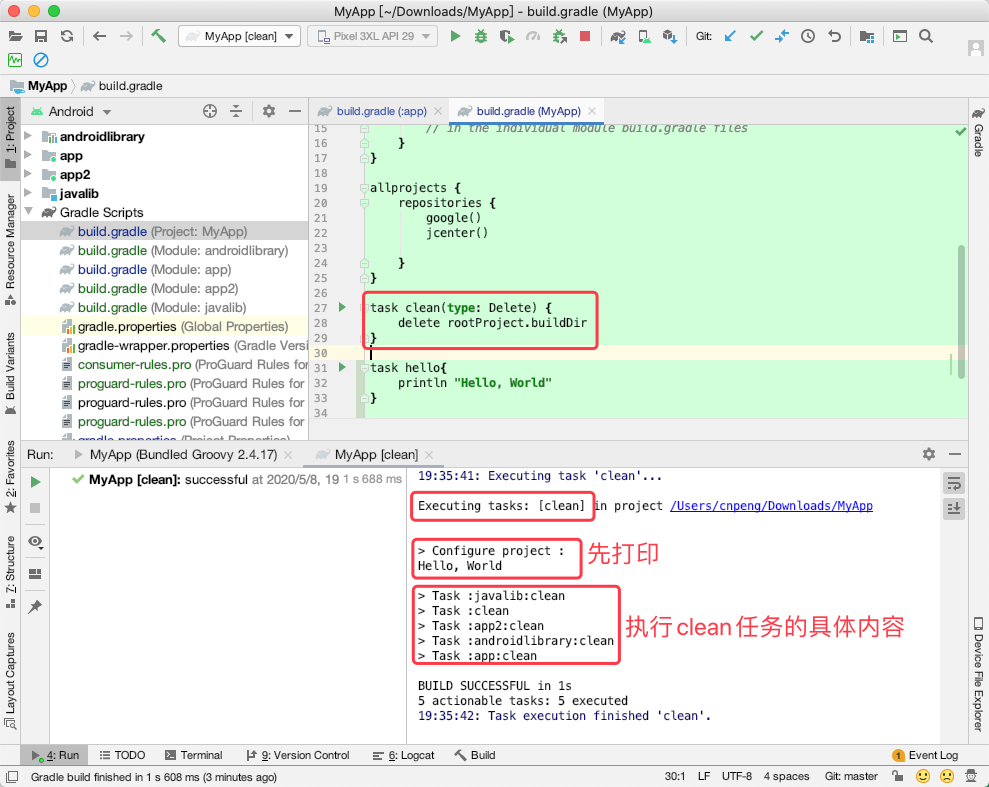 MyApp [~/Downloads/MyApp] - build.gradle (MyApp)
MyApp [clean]
Pixel 3XL API 29
Git:
MyApp
build.gradle
1: Project
Resource Manager
Build Variants
2: Favorites
Z: Structure
Layout Captures
Android
androidlibrary
app
app2
javalib
Gradle Scripts
build.gradle (Project: MyApp)
build.gradle (Module: androidlibrary)
build.gradle (Module: app)
build.gradle (Module: app2)
build.gradle (Module: javalib)
gradle.properties (Global Properties)
gradle-wrapper.properties (Gradle Versi
consumer-rules.pro (ProGuard Rules for
proguard-rules.pro (ProGuard Rules for
proguard-rules.pro (ProGuard Rules for
proguard-rules.pro (ProGuard Rules for
gradle.properties (Project Properties)
build.gradle (:app)
build.gradle (MyApp)
15 // in the individual module build.gradle files
16 }
17 }
18
19 allprojects {
20 repositories {
21 google()
22 jcenter()
23
24 }
25 }
26
27 task clean(type: Delete) {
28 delete rootProject.buildDir
29 }
30
31 task hello{
32 println "Hello, World"
33 }
34
Gradle
Device File Explorer
Run:
MyApp (Bundled Groovy 2.4.17)
MyApp [clean]
MyApp [clean]: successful at 2020/5/8, 19 1 s 688 ms
19:35:41: Executing task 'clean'...
Executing tasks: [clean] in project /Users/cnpeng/Downloads/MyApp
> Configure project :
Hello, World
先打印
> Task :javalib:clean
> Task :clean
> Task :app2:clean
> Task :androidlibrary:clean
> Task :app:clean
执行clean任务的具体内容
BUILD SUCCESSFUL in 1s
5 actionable tasks: 5 executed
19:35:42: Task execution finished 'clean'.
4: Run
TODO
Terminal
9: Version Control
6: Logcat
Build
1 Event Log
Gradle build finished in 1 s 608 ms (3 minutes ago)
30:1 LF UTF-8 4 spaces Git: master